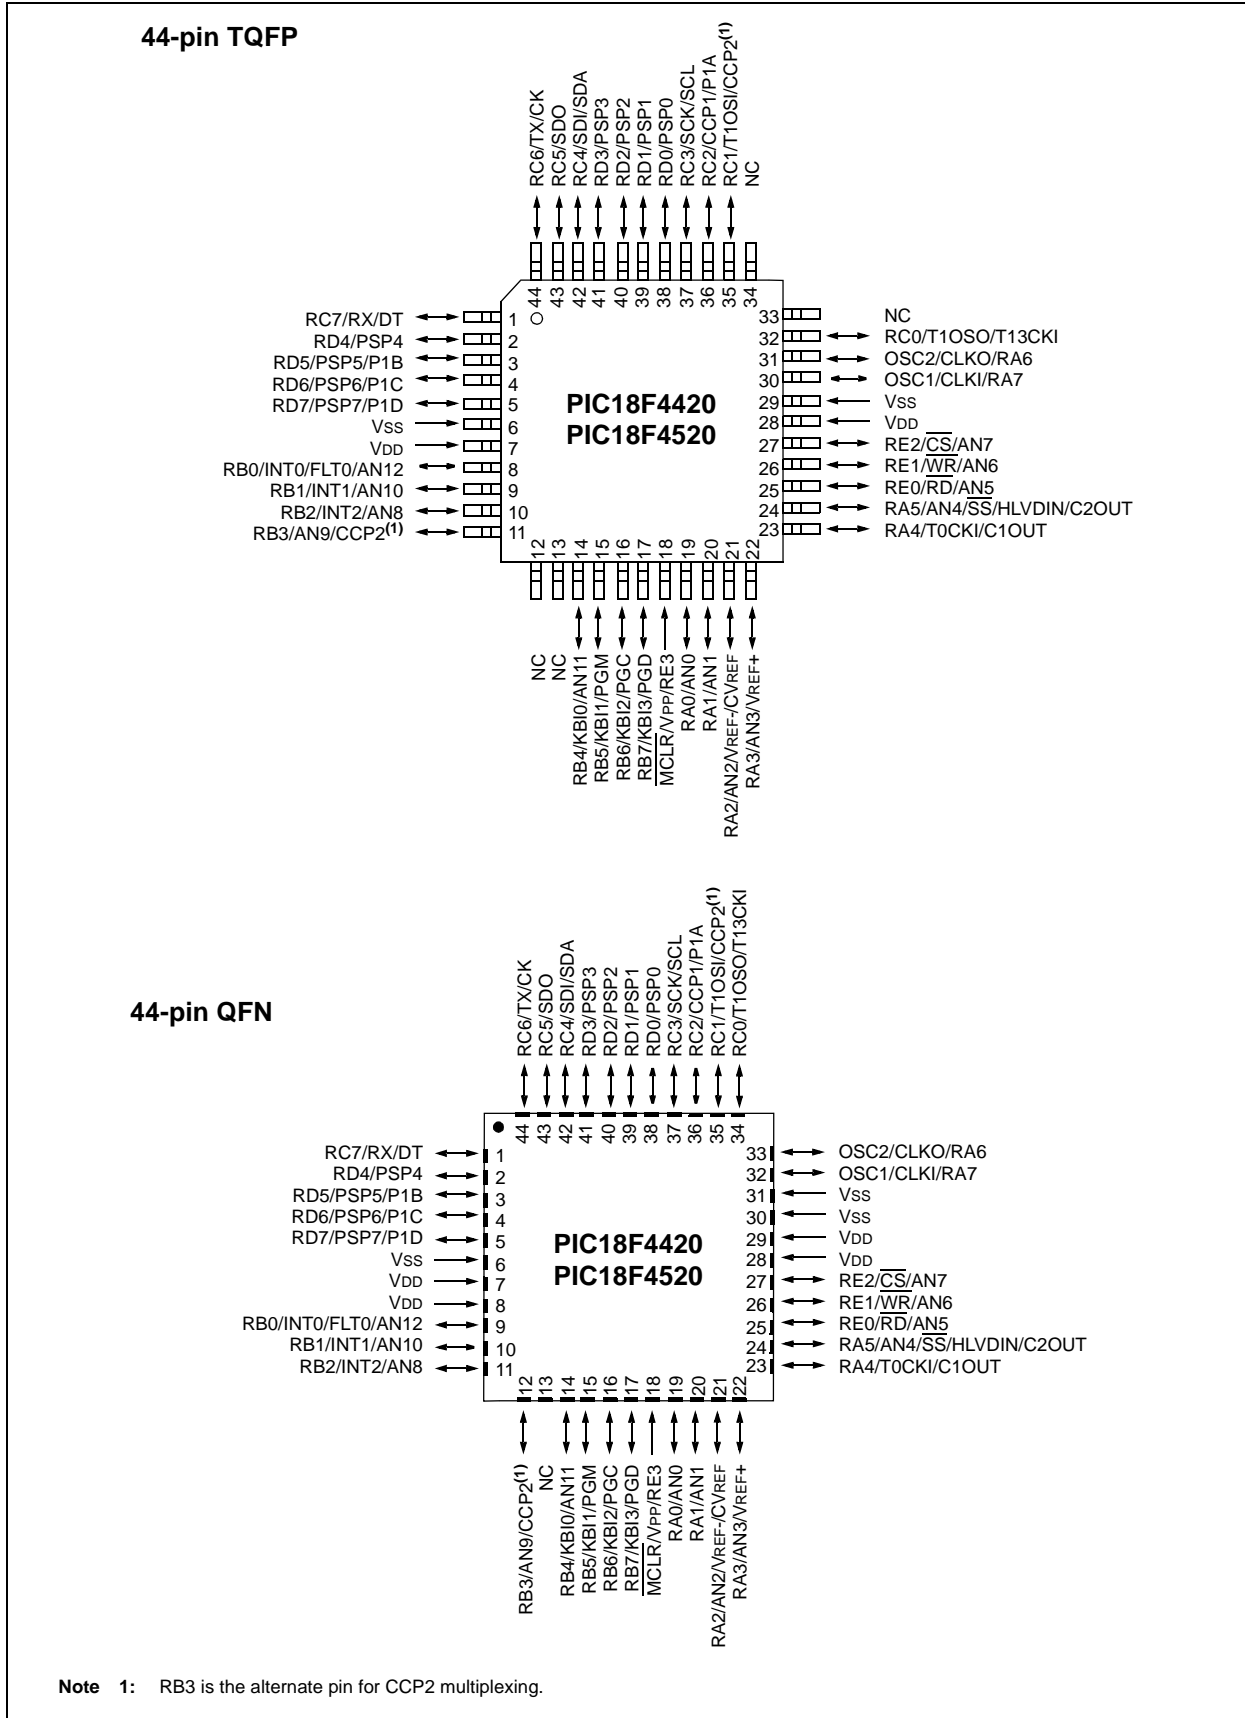 44-pin TQFP
RC6/TX/CK
RC5/SDO
RC4/SDI/SDA
RD3/PSP3
RD2/PSP2
RD1/PSP1
RD0/PSP0
RC3/SCK/SCL
RC2/CCP1/P1A
RC1/T1OSI/CCP2(1)
NC
44
43
42
41
40
39
38
37
36
35
34
RC7/RX/DT 1
RD4/PSP4 2
RD5/PSP5/P1B 3
RD6/PSP6/P1C 4
RD7/PSP7/P1D 5
VSS 6
VDD 7
RB0/INT0/FLT0/AN12 8
RB1/INT1/AN10 9
RB2/INT2/AN8 10
RB3/AN9/CCP2(1) 11
PIC18F4420
PIC18F4520
33 NC
32 RC0/T1OSO/T13CKI
31 OSC2/CLKO/RA6
30 OSC1/CLKI/RA7
29 VSS
28 VDD
27 RE2/CS/AN7
26 RE1/WR/AN6
25 RE0/RD/AN5
24 RA5/AN4/SS/HLVDIN/C2OUT
23 RA4/T0CKI/C1OUT
12
13
14
15
16
17
18
19
20
21
22
NC
NC
RB4/KBI0/AN11
RB5/KBI1/PGM
RB6/KBI2/PGC
RB7/KBI3/PGD
MCLR/VPP/RE3
RA0/AN0
RA1/AN1
RA2/AN2/VREF-/CVREF
RA3/AN3/VREF+
44-pin QFN
RC6/TX/CK
RC5/SDO
RC4/SDI/SDA
RD3/PSP3
RD2/PSP2
RD1/PSP1
RD0/PSP0
RC3/SCK/SCL
RC2/CCP1/P1A
RC1/T1OSI/CCP2(1)
RC0/T1OSO/T13CKI
44
43
42
41
40
39
38
37
36
35
34
RC7/RX/DT 1
RD4/PSP4 2
RD5/PSP5/P1B 3
RD6/PSP6/P1C 4
RD7/PSP7/P1D 5
VSS 6
VDD 7
VDD 8
RB0/INT0/FLT0/AN12 9
RB1/INT1/AN10 10
RB2/INT2/AN8 11
PIC18F4420
PIC18F4520
33 OSC2/CLKO/RA6
32 OSC1/CLKI/RA7
31 VSS
30 VSS
29 VDD
28 VDD
27 RE2/CS/AN7
26 RE1/WR/AN6
25 RE0/RD/AN5
24 RA5/AN4/SS/HLVDIN/C2OUT
23 RA4/T0CKI/C1OUT
12
13
14
15
16
17
18
19
20
21
22
RB3/AN9/CCP2(1)
NC
RB4/KBI0/AN11
RB5/KBI1/PGM
RB6/KBI2/PGC
RB7/KBI3/PGD
MCLR/VPP/RE3
RA0/AN0
RA1/AN1
RA2/AN2/VREF-/CVREF
RA3/AN3/VREF+
Note 1: RB3 is the alternate pin for CCP2 multiplexing.